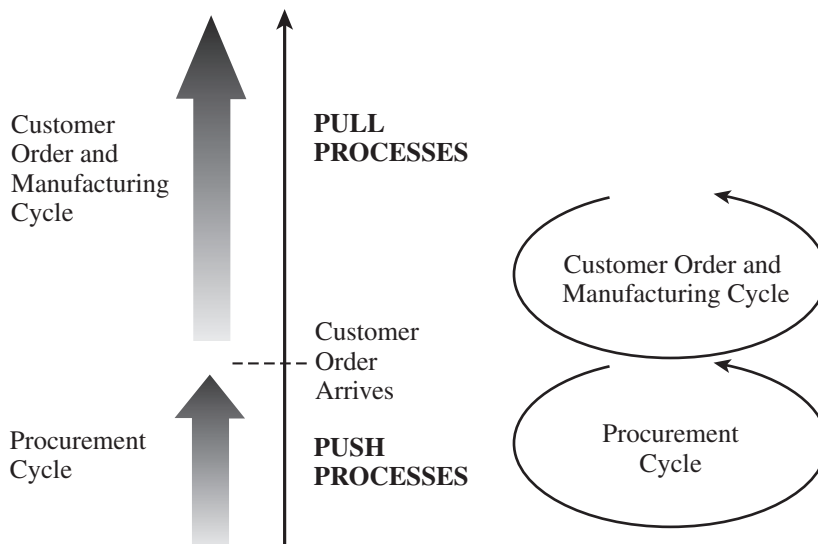 Customer
Order and
Manufacturing
Cycle
PULL
PROCESSES
Customer Order and
Manufacturing Cycle
Customer
Order
Arrives
Procurement
Cycle
PUSH
PROCESSES
Procurement
Cycle